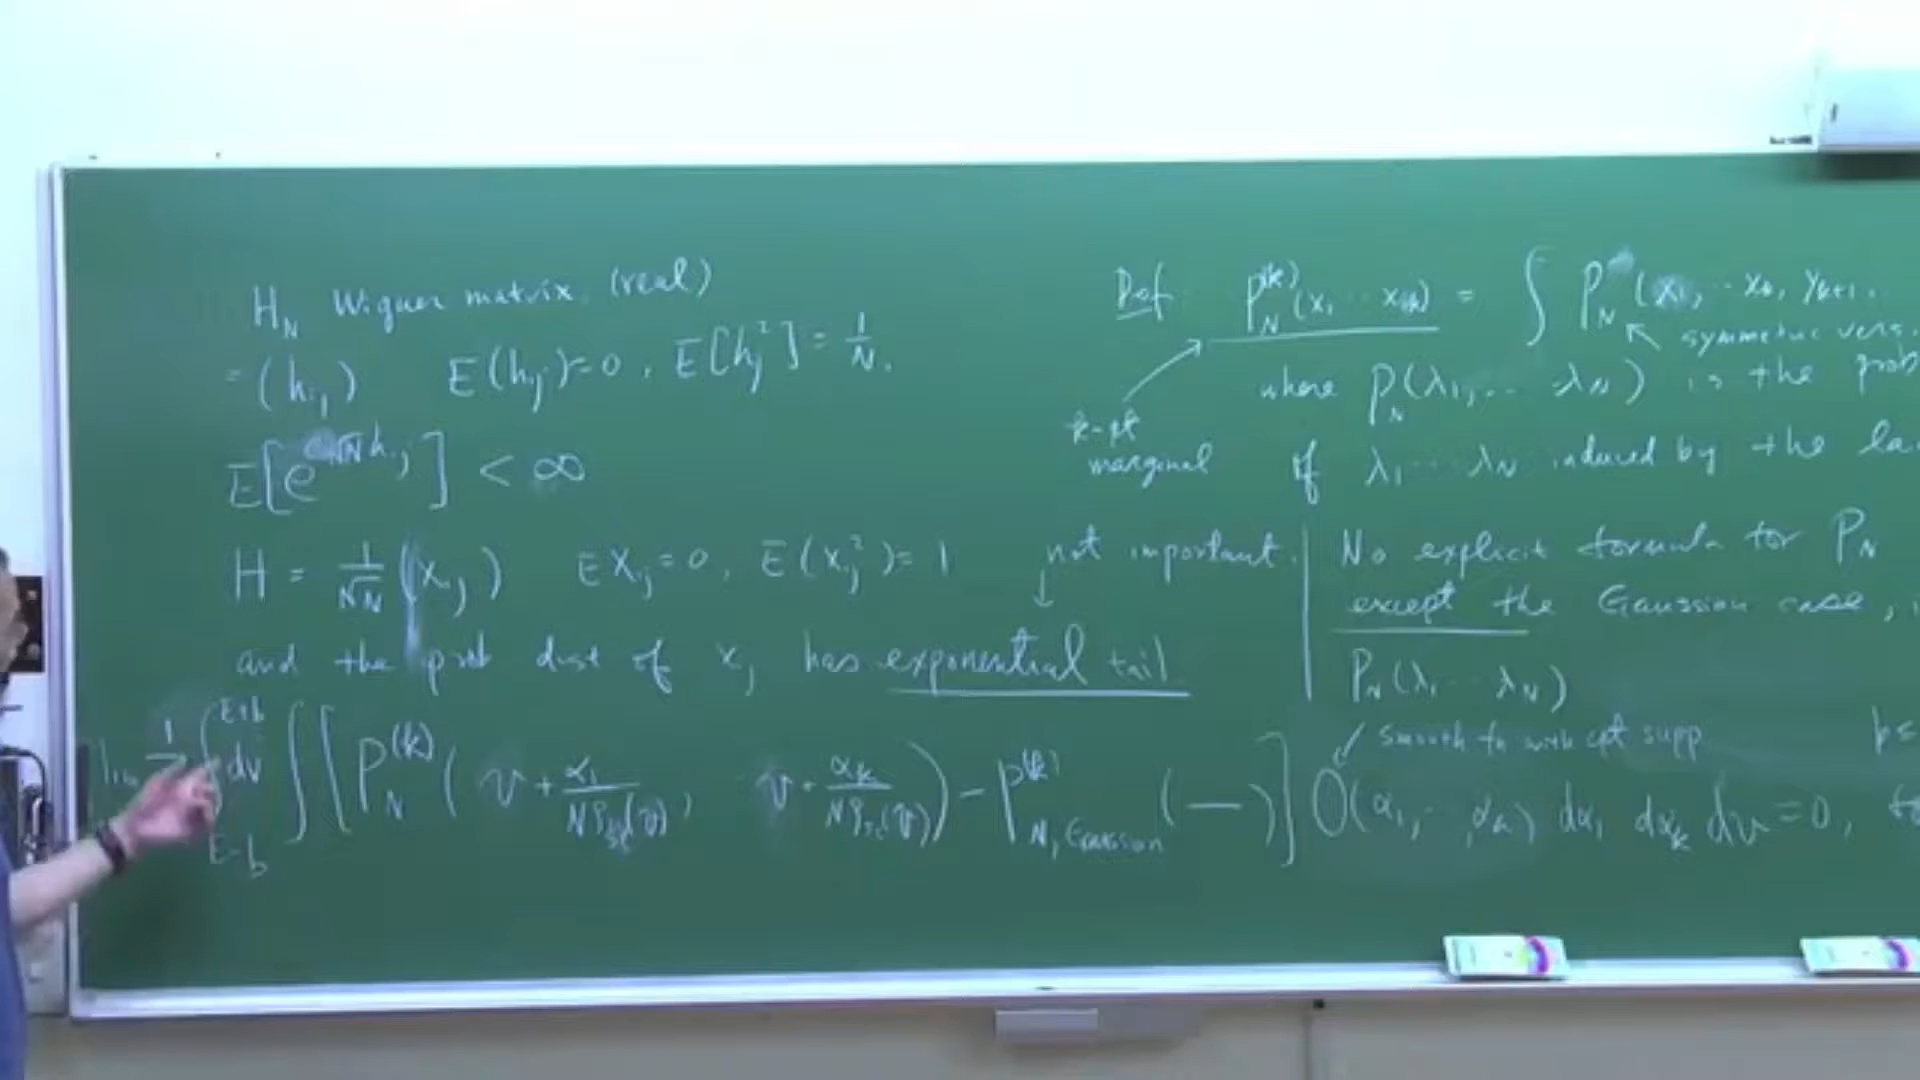 H_N Wigner matrix. (real)
= (h_ij) E(h_ij)=0, E[h_ij^2] = 1/N.
E[e^{√N h_ij}] < ∞
H = 1/√N (x_ij) E x_ij = 0, E(x_ij^2) = 1
and the prob dist of x_ij has exponential tail
not important.
lim ∫_{E-b}^{E+b} dv ∫ [ P_N^{(k)} ( v + α_1/(Nρ_sc(v)), v + α_k/(Nρ_sc(v)) ) - P^{(k)}_{N, Gaussian} (—) ] O(α_1, ..., α_k) dα_1 dα_k dv = 0,
Def. P_N^{(k)}(x_1 ... x_k) = ∫ P_N(x_1, ... x_k, y_{k+1},
symmetric vers.
where P_N(λ_1, ... λ_N) is the prob
k-pt
marginal
of λ_1 ... λ_N induced by the la
No explicit formula for P_N
except the Gaussian case,
P_N(λ_1 ... λ_N)
smooth fn with cpt supp